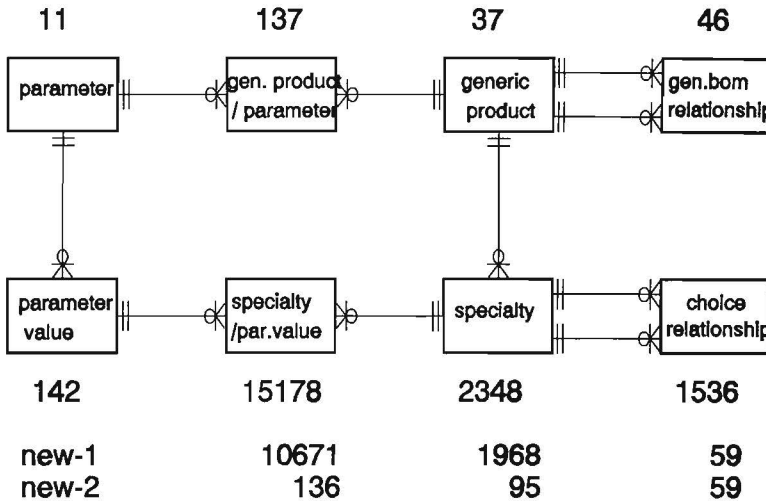 11 137 37 46
parameter
gen. product
/ parameter
generic
product
gen.bom
relationship
parameter
value
specialty
/par.value
specialty
choice
relationship
142 15178 2348 1536
new-1 10671 1968 59
new-2 136 95 59